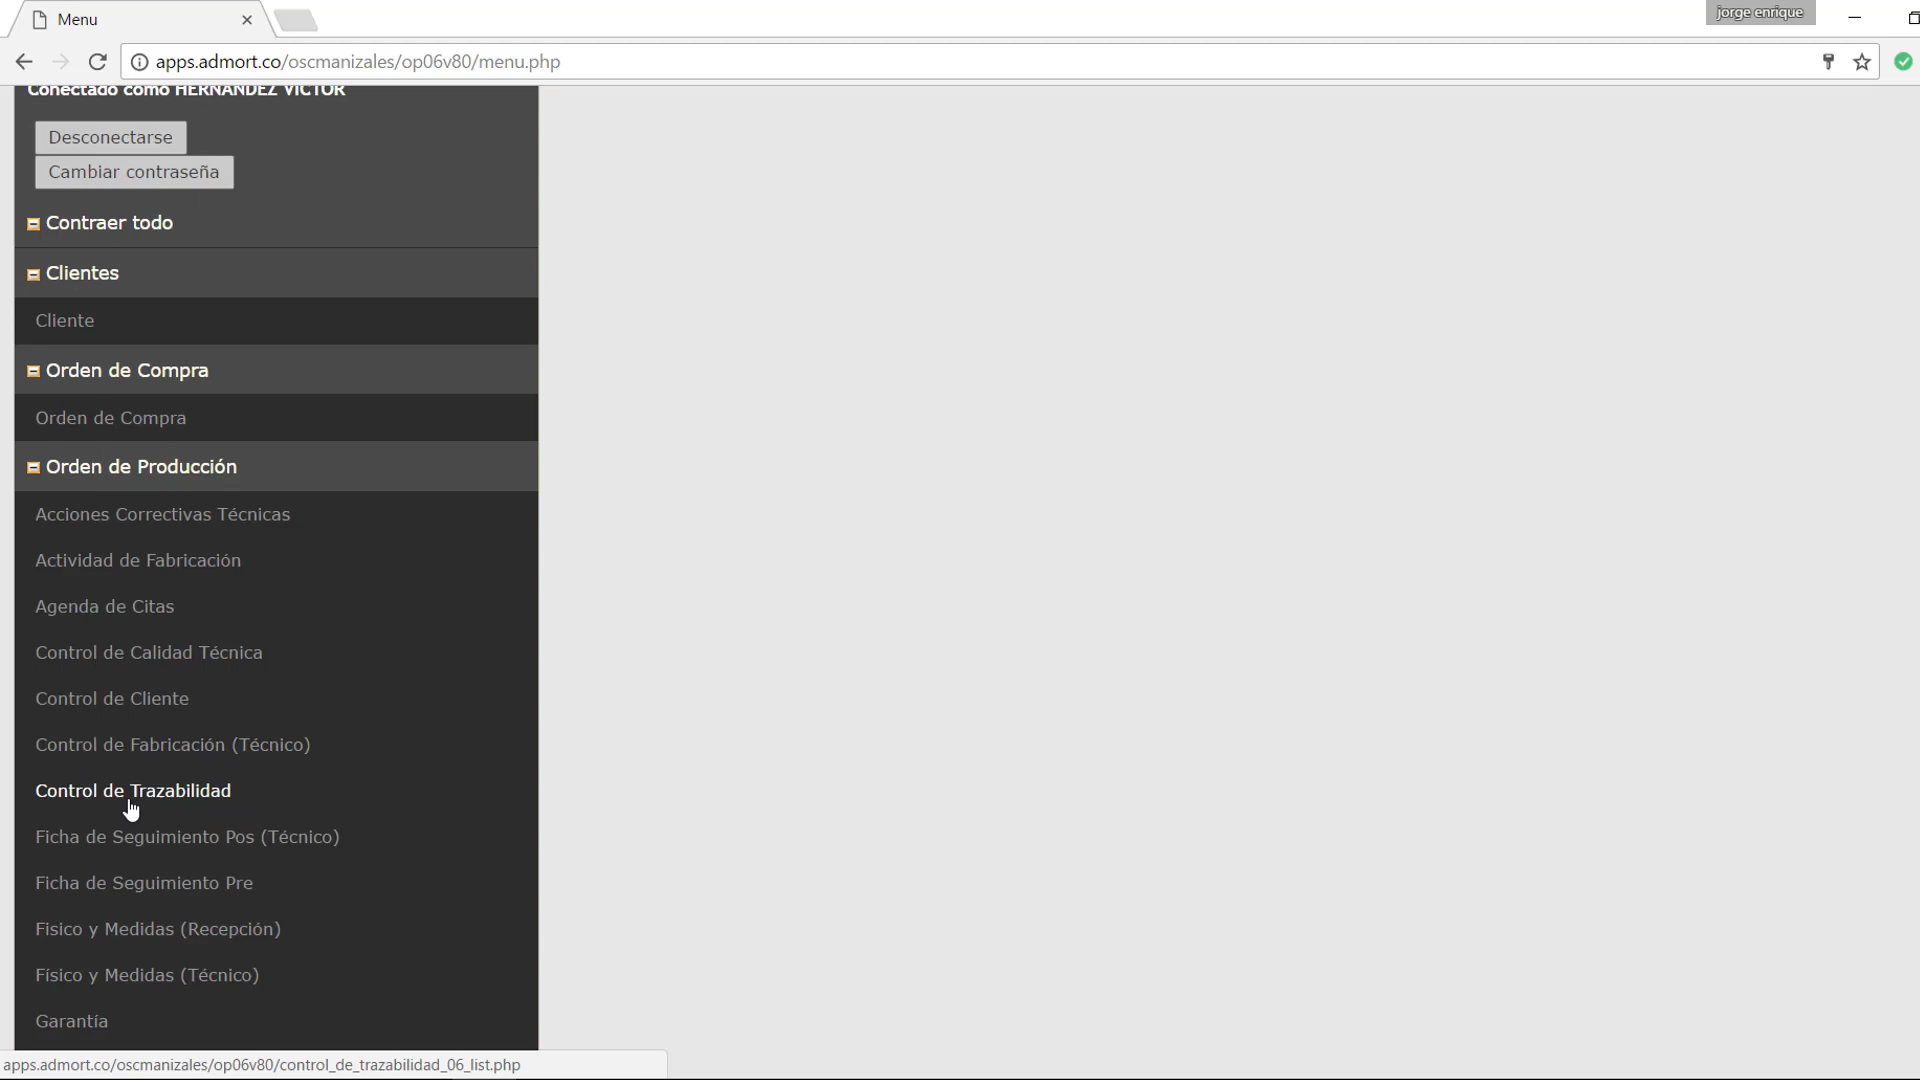 Menu
jorge enrique
apps.admort.co/oscmanizales/op06v80/menu.php
Conectado como HERNANDEZ VICTOR
Desconectarse
Cambiar contraseña
Contraer todo
Clientes
Cliente
Orden de Compra
Orden de Compra
Orden de Producción
Acciones Correctivas Técnicas
Actividad de Fabricación
Agenda de Citas
Control de Calidad Técnica
Control de Cliente
Control de Fabricación (Técnico)
Control de Trazabilidad
Ficha de Seguimiento Pos (Técnico)
Ficha de Seguimiento Pre
Fisico y Medidas (Recepción)
Físico y Medidas (Técnico)
Garantía
apps.admort.co/oscmanizales/op06v80/control_de_trazabilidad_06_list.php